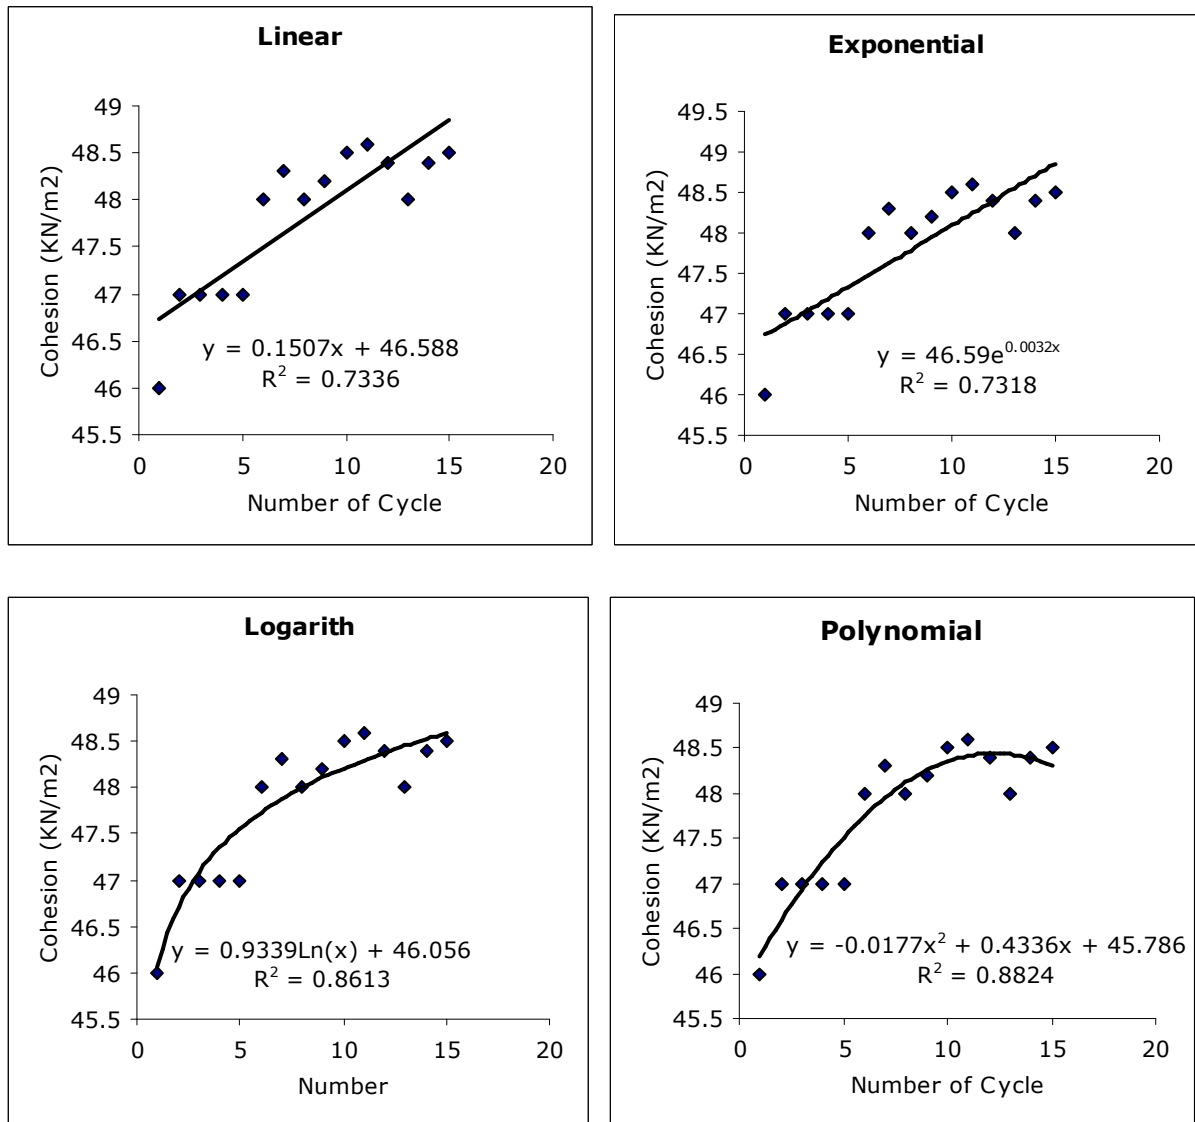 Linear
49
48.5
48
47.5
47
46.5
46
45.5
Cohesion (KN/m2)
y = 0.1507x + 46.588
R² = 0.7336
0 5 10 15 20
Number of Cycle
Exponential
49.5
49
48.5
48
47.5
47
46.5
46
45.5
Cohesion (KN/m2)
y = 46.59e^0.0032x
R² = 0.7318
0 5 10 15 20
Number of Cycle
Logarith
49
48.5
48
47.5
47
46.5
46
45.5
Cohesion (KN/m2)
y = 0.9339Ln(x) + 46.056
R² = 0.8613
0 5 10 15 20
Number
Polynomial
49
48.5
48
47.5
47
46.5
46
45.5
Cohesion (KN/m2)
y = -0.0177x² + 0.4336x + 45.786
R² = 0.8824
0 5 10 15 20
Number of Cycle